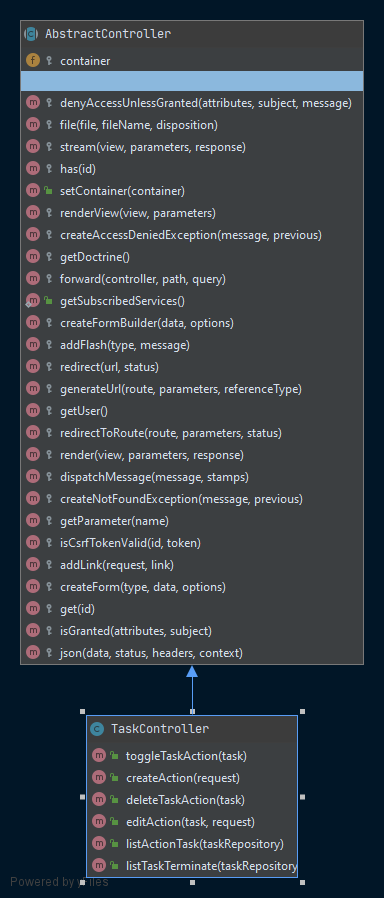 AbstractController
container
denyAccessUnlessGranted(attributes, subject, message)
file(file, fileName, disposition)
stream(view, parameters, response)
has(id)
setContainer(container)
renderView(view, parameters)
createAccessDeniedException(message, previous)
getDoctrine()
forward(controller, path, query)
getSubscribedServices()
createFormBuilder(data, options)
addFlash(type, message)
redirect(url, status)
generateUrl(route, parameters, referenceType)
getUser()
redirectToRoute(route, parameters, status)
render(view, parameters, response)
dispatchMessage(message, stamps)
createNotFoundException(message, previous)
getParameter(name)
isCsrfTokenValid(id, token)
addLink(request, link)
createForm(type, data, options)
get(id)
isGranted(attributes, subject)
json(data, status, headers, context)
TaskController
toggleTaskAction(task)
createAction(request)
deleteTaskAction(task)
editAction(task, request)
listActionTask(taskRepository)
listTaskTerminate(taskRepository
Powered by